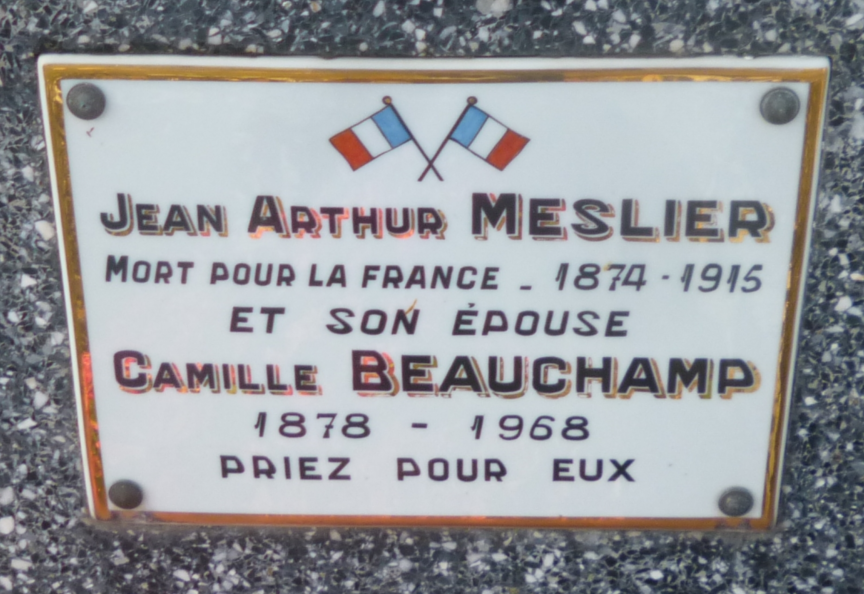 JEAN ARTHUR MESLIER
MORT POUR LA FRANCE - 1874 - 1915
ET SON ÉPOUSE
CAMILLE BEAUCHAMP
1878 - 1968
PRIEZ POUR EUX